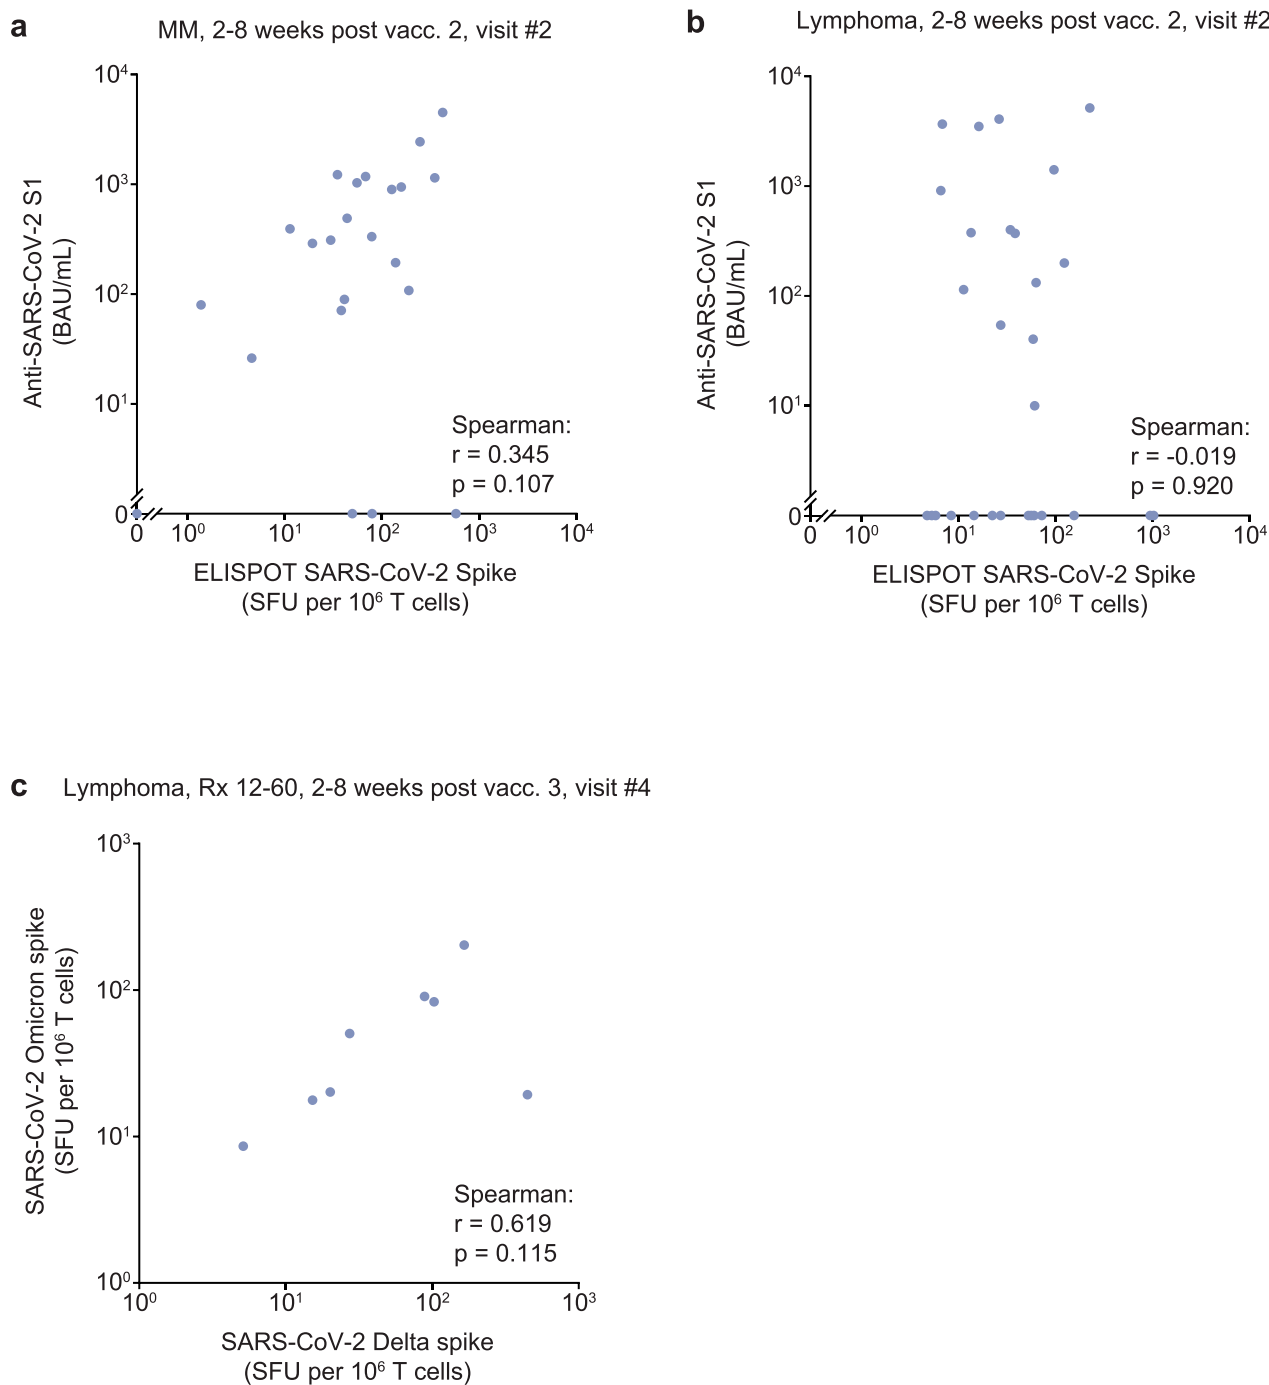 a
MM, 2-8 weeks post vacc. 2, visit #2
10⁴
10³
10²
10¹
0
Anti-SARS-CoV-2 S1
(BAU/mL)
Spearman:
r = 0.345
p = 0.107
0
10⁰
10¹
10²
10³
10⁴
ELISPOT SARS-CoV-2 Spike
(SFU per 10⁶ T cells)
b
Lymphoma, 2-8 weeks post vacc. 2, visit #2
10⁴
10³
10²
10¹
0
Anti-SARS-CoV-2 S1
(BAU/mL)
Spearman:
r = -0.019
p = 0.920
0
10⁰
10¹
10²
10³
10⁴
ELISPOT SARS-CoV-2 Spike
(SFU per 10⁶ T cells)
c
Lymphoma, Rx 12-60, 2-8 weeks post vacc. 3, visit #4
10³
10²
10¹
10⁰
SARS-CoV-2 Omicron spike
(SFU per 10⁶ T cells)
Spearman:
r = 0.619
p = 0.115
10⁰
10¹
10²
10³
SARS-CoV-2 Delta spike
(SFU per 10⁶ T cells)